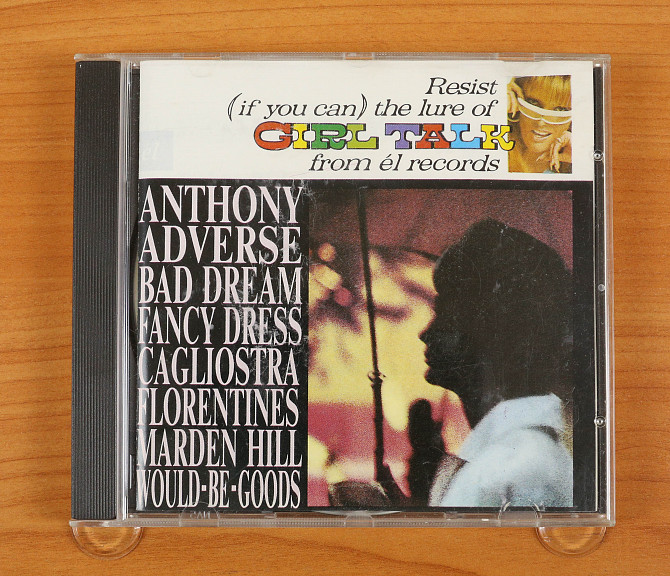 Resist
(if you can) the lure of
GIRL TALK
from él records
ANTHONY
ADVERSE
BAD DREAM
FANCY DRESS
CAGLIOSTRA
FLORENTINES
MARDEN HILL
WOULD-BE-GOODS